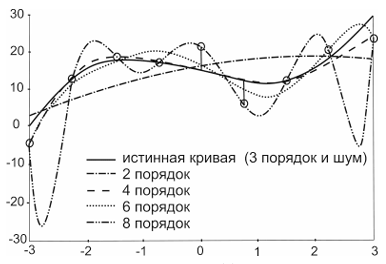 30
20
10
0
-10
-20
-30
истинная кривая (3 порядок и шум)
2 порядок
4 порядок
6 порядок
8 порядок
-3 -2 -1 0 1 2 3